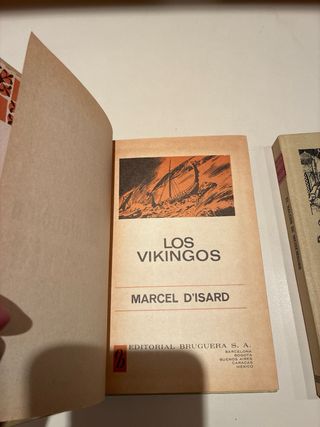 LOS
VIKINGOS
MARCEL D'ISARD
EDITORIAL BRUGUERA S. A.
BARCELONA
BOGOTA
BUENOS AIRES
CARACAS
MEXICO